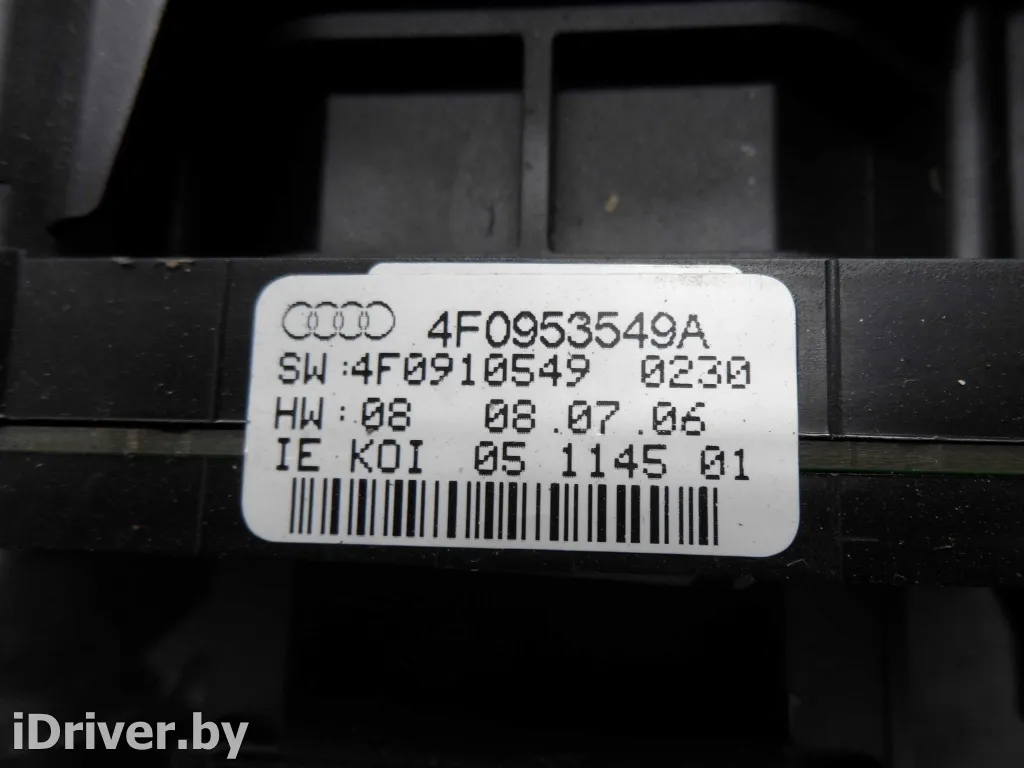 4F0953549A
SW:4F0910549 0230
HW:08 08.07.06
IE KOI 05 1145 01
iDriver.by